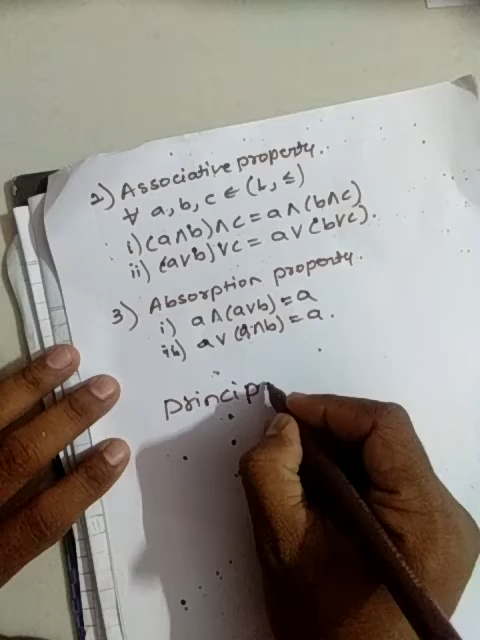 2) Associative property.
∀ a, b, c ∈ (L, ≤)
i) (a∧b)∧c = a∧(b∧c)
ii) (a∨b)∨c = a∨(b∨c).
3) Absorption property.
i) a∧(a∨b) = a
ii) a∨(a∧b) = a.
Princip